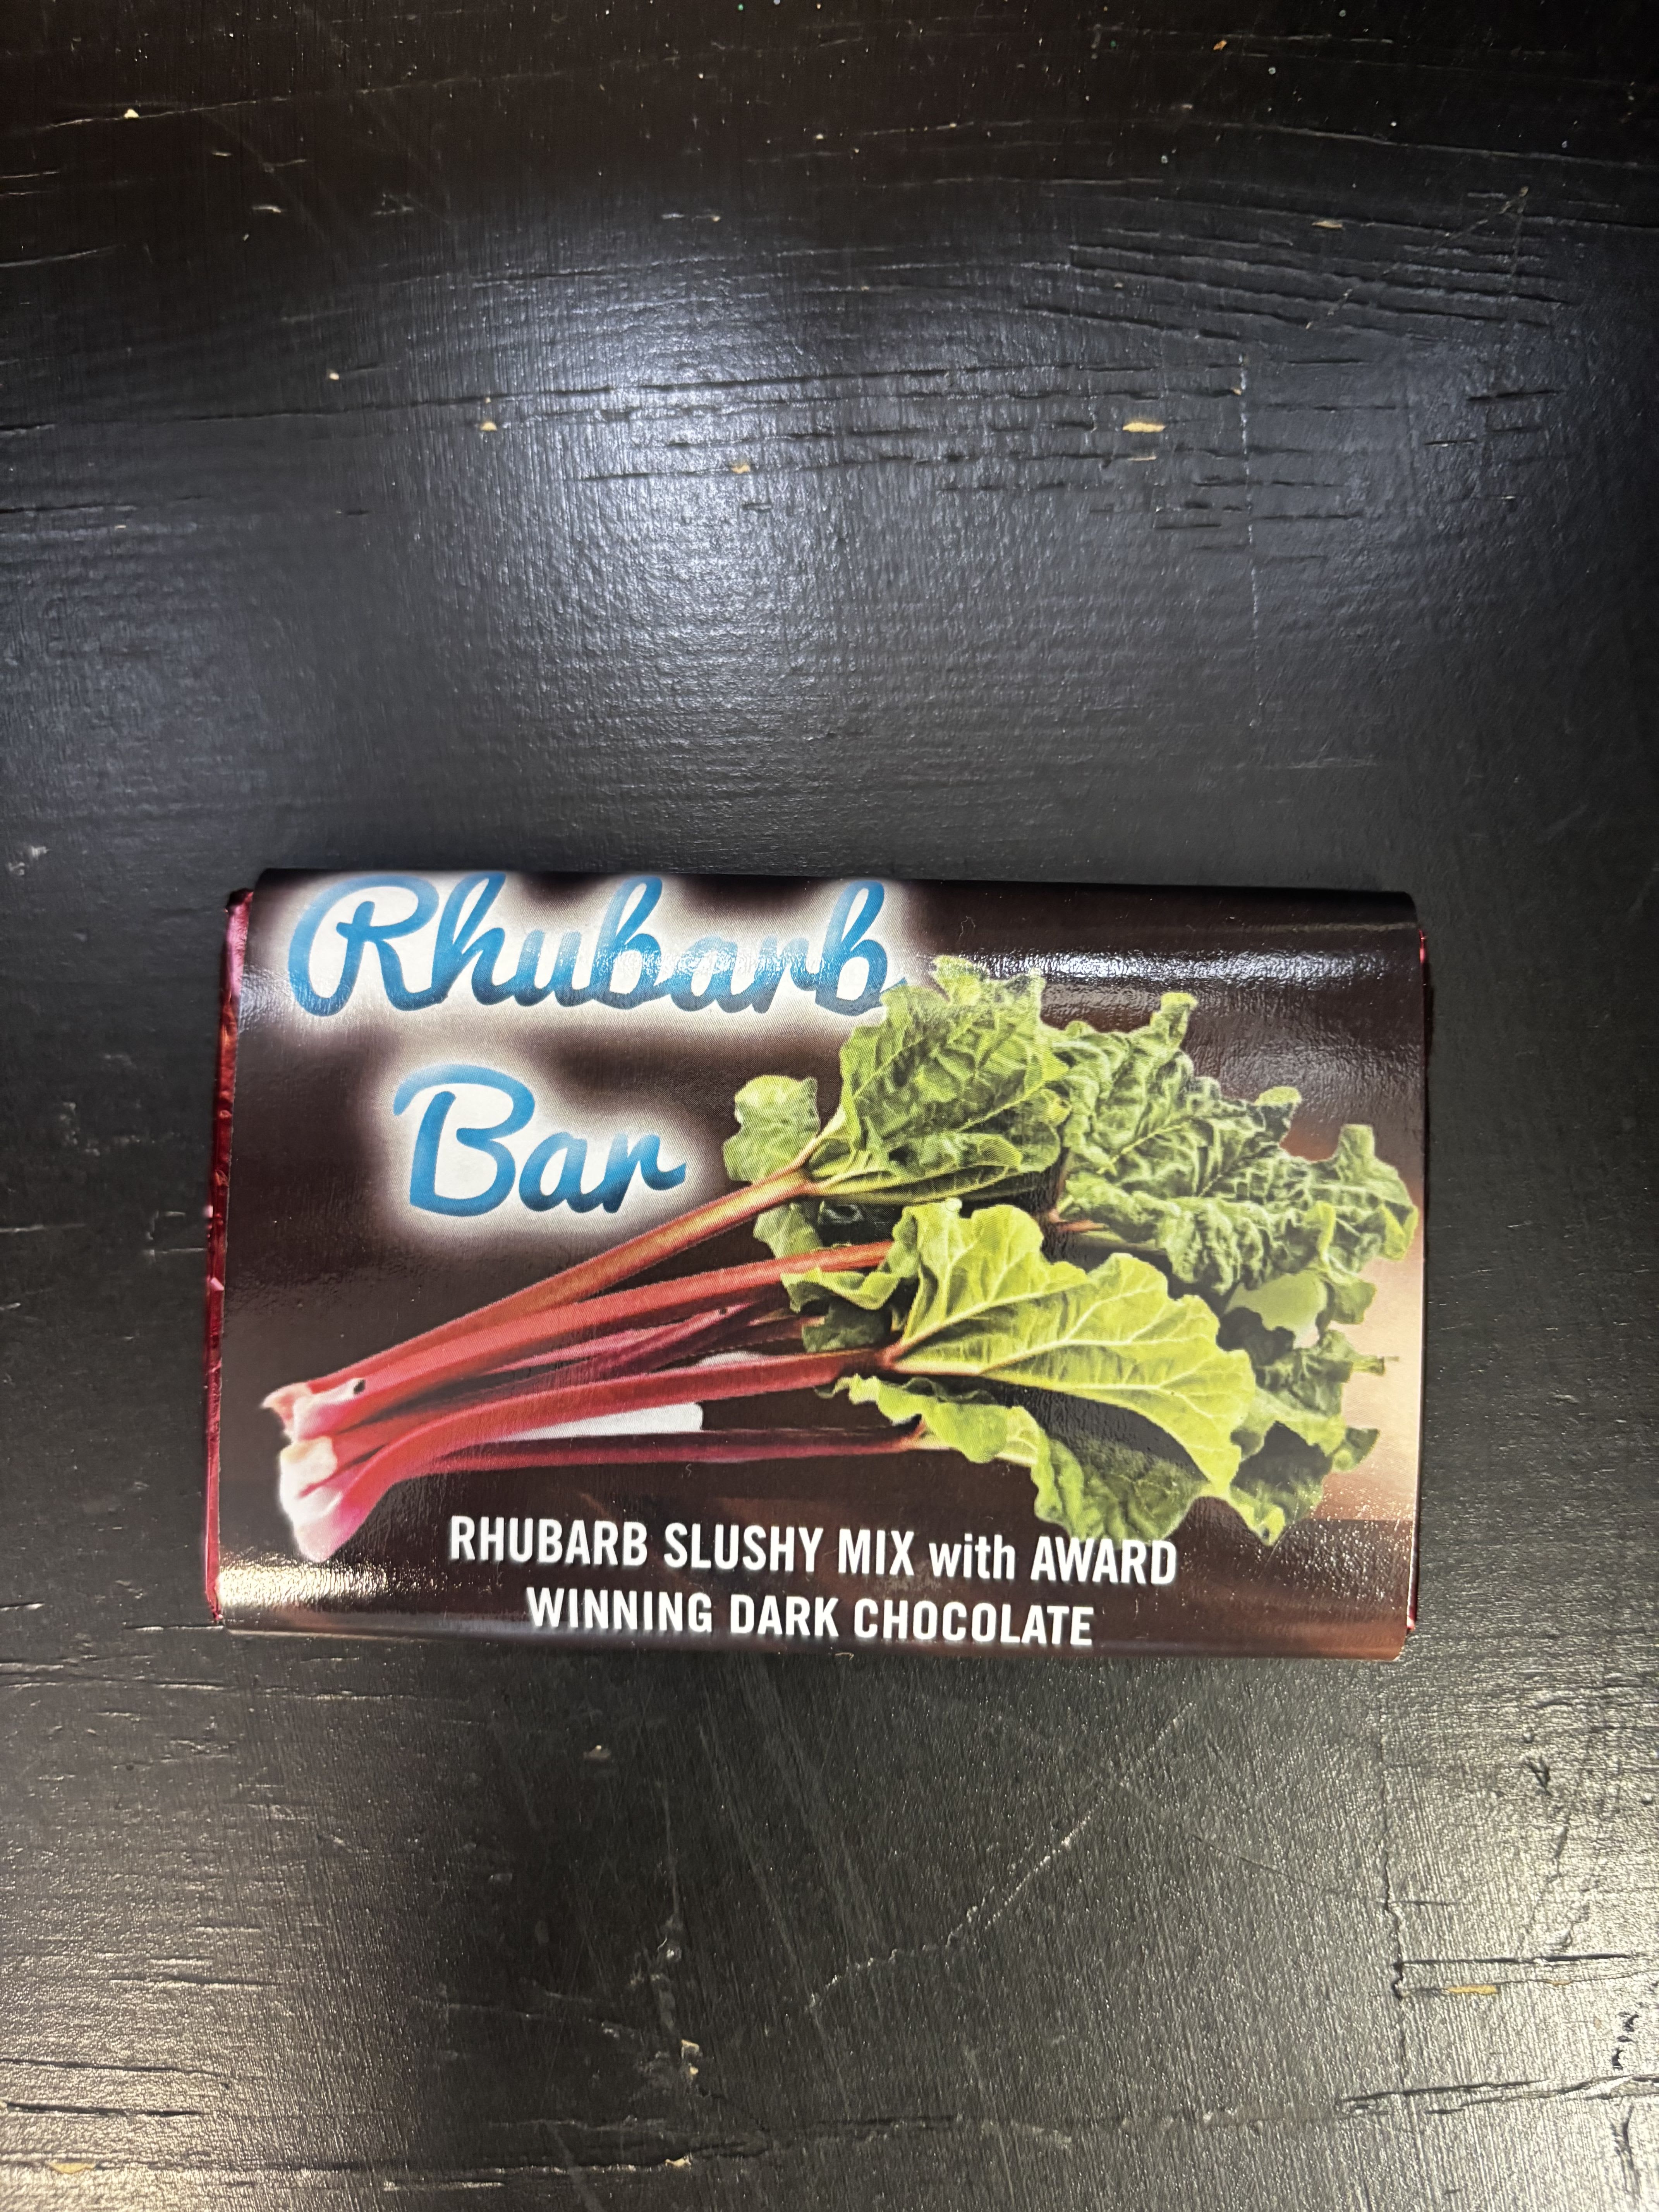 Rhubarb
Bar
RHUBARB SLUSHY MIX with AWARD
WINNING DARK CHOCOLATE